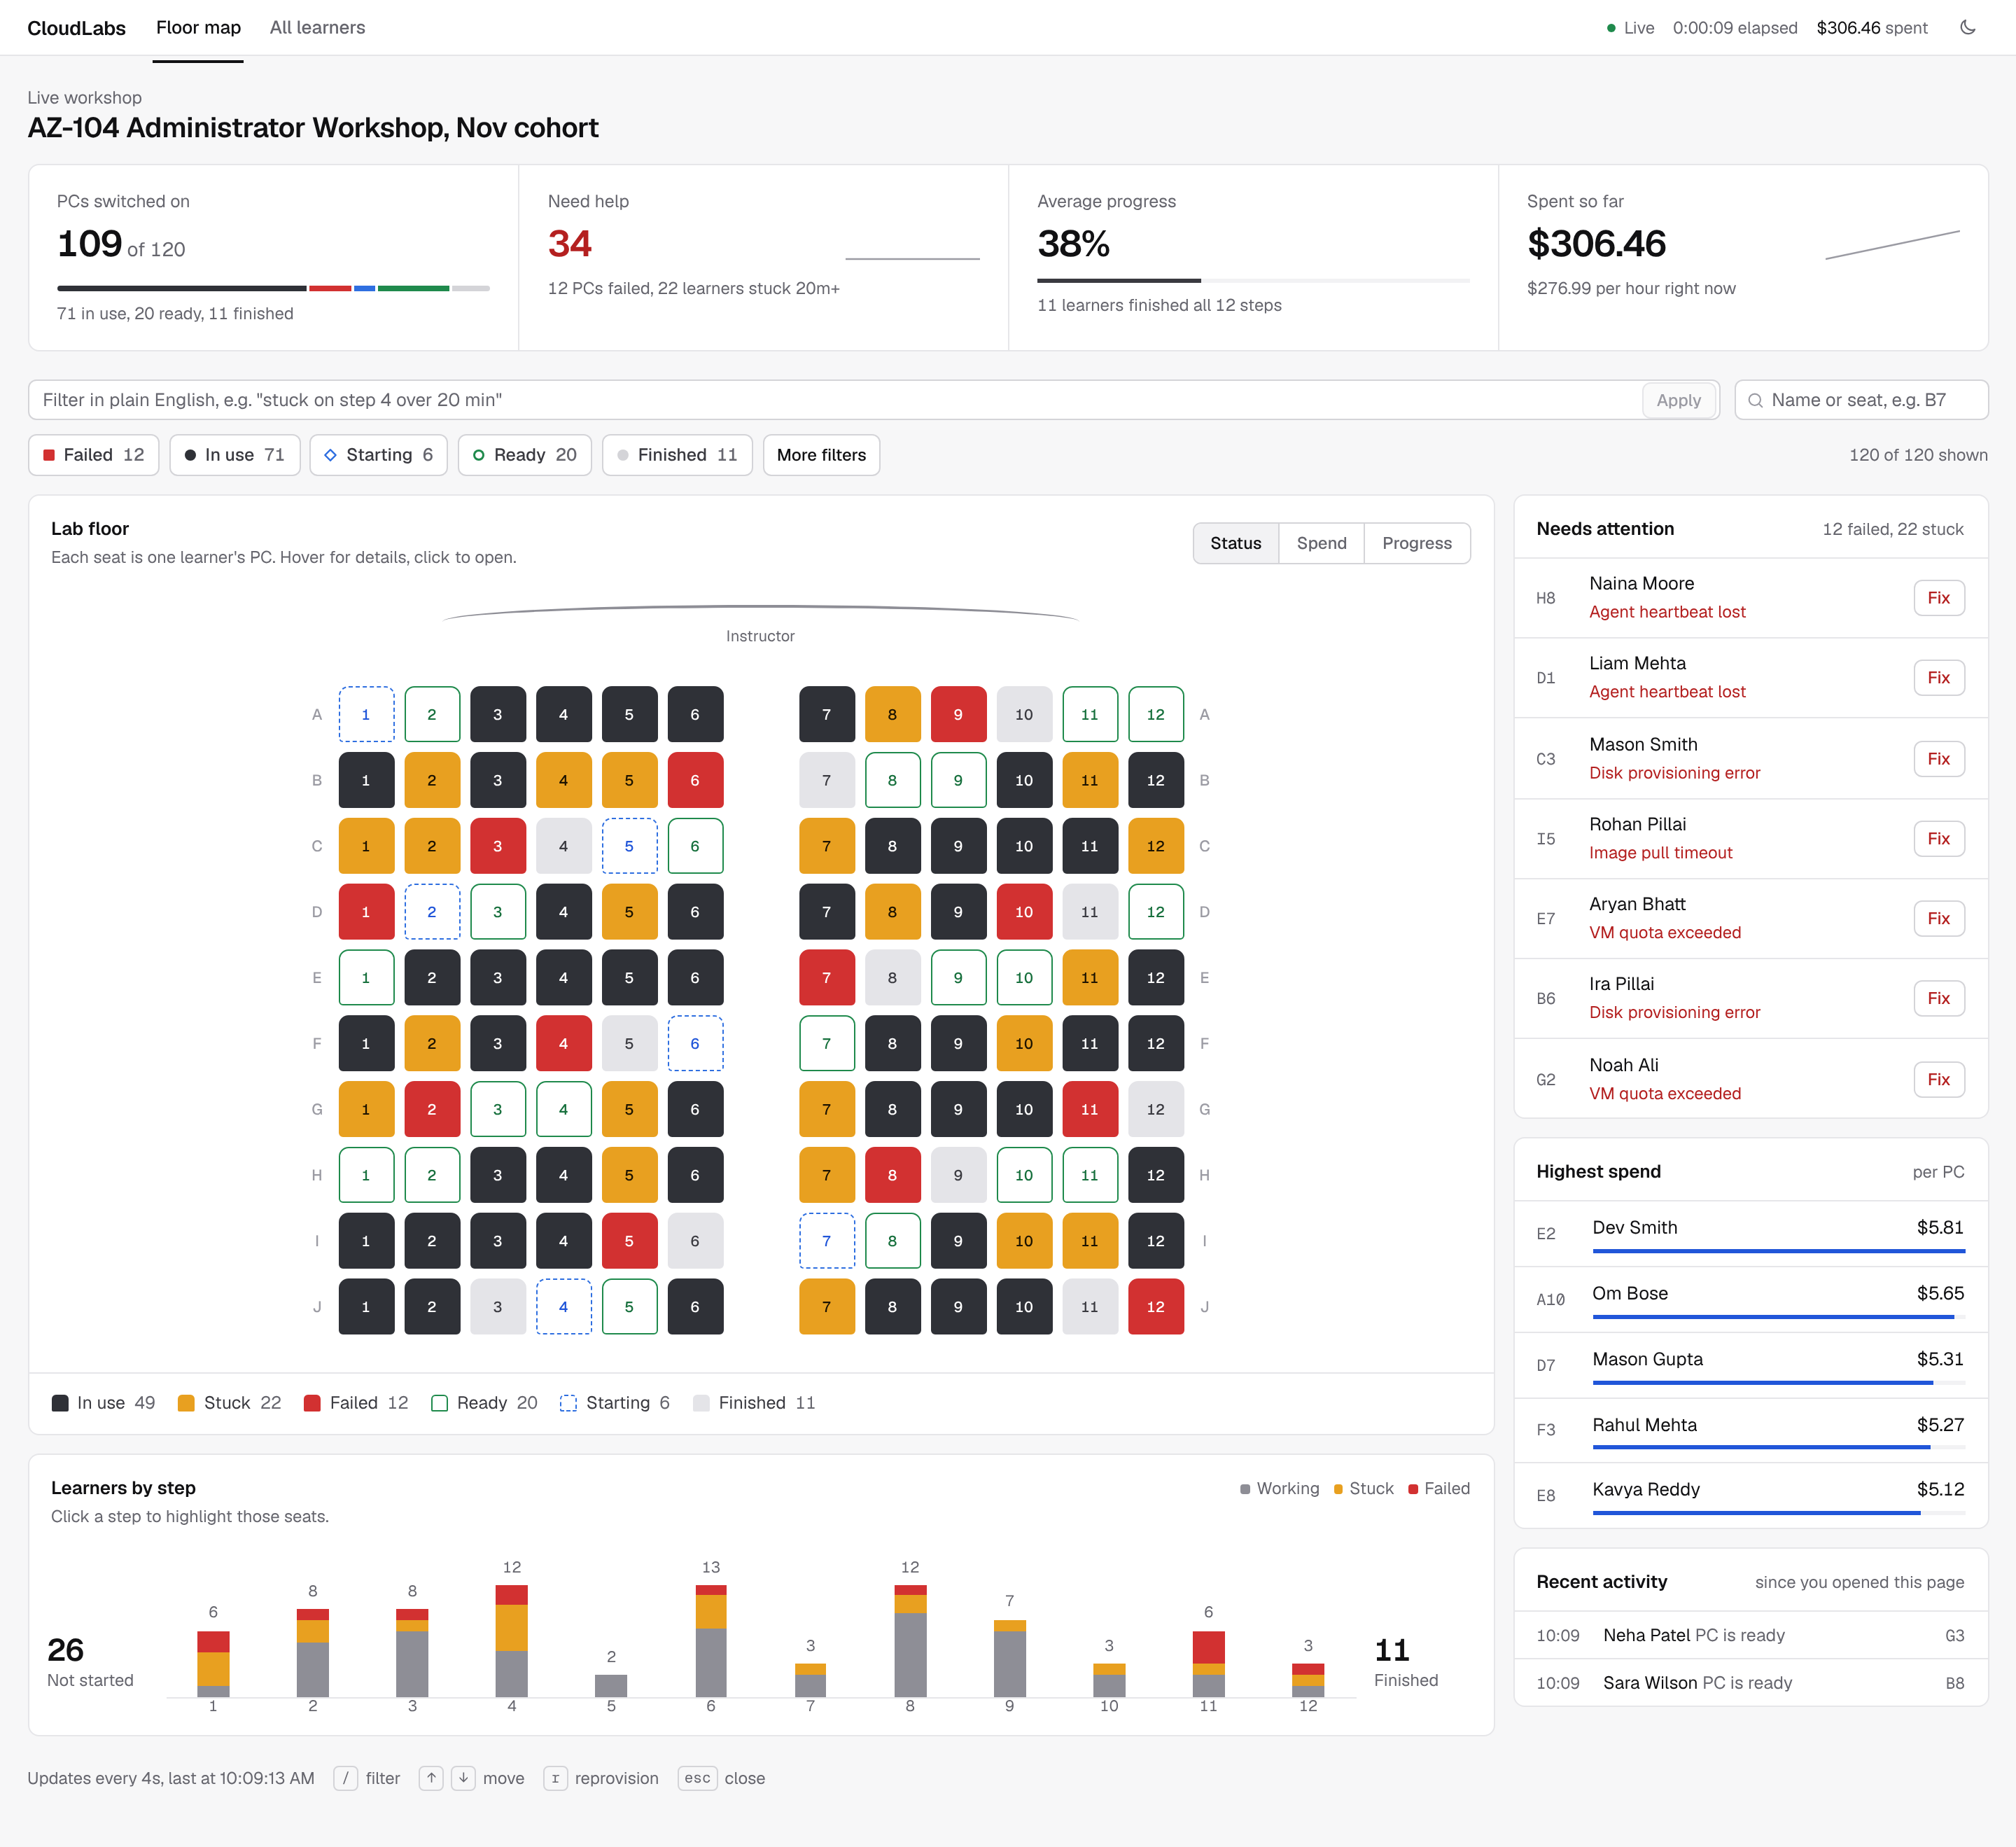 CloudLabs Floor map All learners Live 0:00:09 elapsed $306.46 spent
Live workshop
AZ-104 Administrator Workshop, Nov cohort
PCs switched on
109 of 120
71 in use, 20 ready, 11 finished
Need help
34
12 PCs failed, 22 learners stuck 20m+
Average progress
38%
11 learners finished all 12 steps
Spent so far
$306.46
$276.99 per hour right now
Filter in plain English, e.g. "stuck on step 4 over 20 min" Apply Name or seat, e.g. B7
Failed 12 In use 71 Starting 6 Ready 20 Finished 11 More filters 120 of 120 shown
Lab floor
Each seat is one learner's PC. Hover for details, click to open.
Status Spend Progress
Instructor
A 1 2 3 4 5 6 7 8 9 10 11 12 A
B 1 2 3 4 5 6 7 8 9 10 11 12 B
C 1 2 3 4 5 6 7 8 9 10 11 12 C
D 1 2 3 4 5 6 7 8 9 10 11 12 D
E 1 2 3 4 5 6 7 8 9 10 11 12 E
F 1 2 3 4 5 6 7 8 9 10 11 12 F
G 1 2 3 4 5 6 7 8 9 10 11 12 G
H 1 2 3 4 5 6 7 8 9 10 11 12 H
I 1 2 3 4 5 6 7 8 9 10 11 12 I
J 1 2 3 4 5 6 7 8 9 10 11 12 J
In use 49 Stuck 22 Failed 12 Ready 20 Starting 6 Finished 11
Learners by step
Click a step to highlight those seats.
Working Stuck Failed
26
Not started
6 8 8 12 2 13 3 12 7 3 6 3
1 2 3 4 5 6 7 8 9 10 11 12
11
Finished
Needs attention 12 failed, 22 stuck
H8 Naina Moore Fix
Agent heartbeat lost
D1 Liam Mehta Fix
Agent heartbeat lost
C3 Mason Smith Fix
Disk provisioning error
I5 Rohan Pillai Fix
Image pull timeout
E7 Aryan Bhatt Fix
VM quota exceeded
B6 Ira Pillai Fix
Disk provisioning error
G2 Noah Ali Fix
VM quota exceeded
Highest spend per PC
E2 Dev Smith $5.81
A10 Om Bose $5.65
D7 Mason Gupta $5.31
F3 Rahul Mehta $5.27
E8 Kavya Reddy $5.12
Recent activity since you opened this page
10:09 Neha Patel PC is ready G3
10:09 Sara Wilson PC is ready B8
Updates every 4s, last at 10:09:13 AM / filter ↑ ↓ move r reprovision esc close